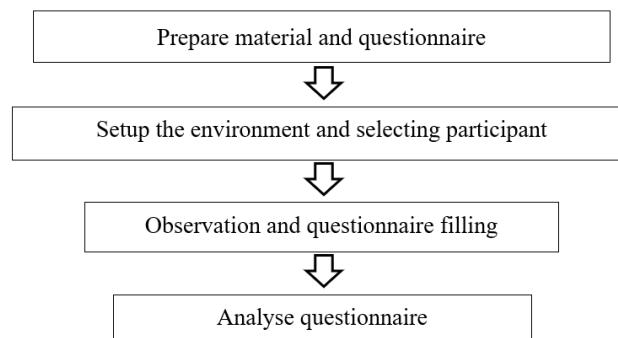 Prepare material and questionnaire
Setup the environment and selecting participant
Observation and questionnaire filling
Analyse questionnaire